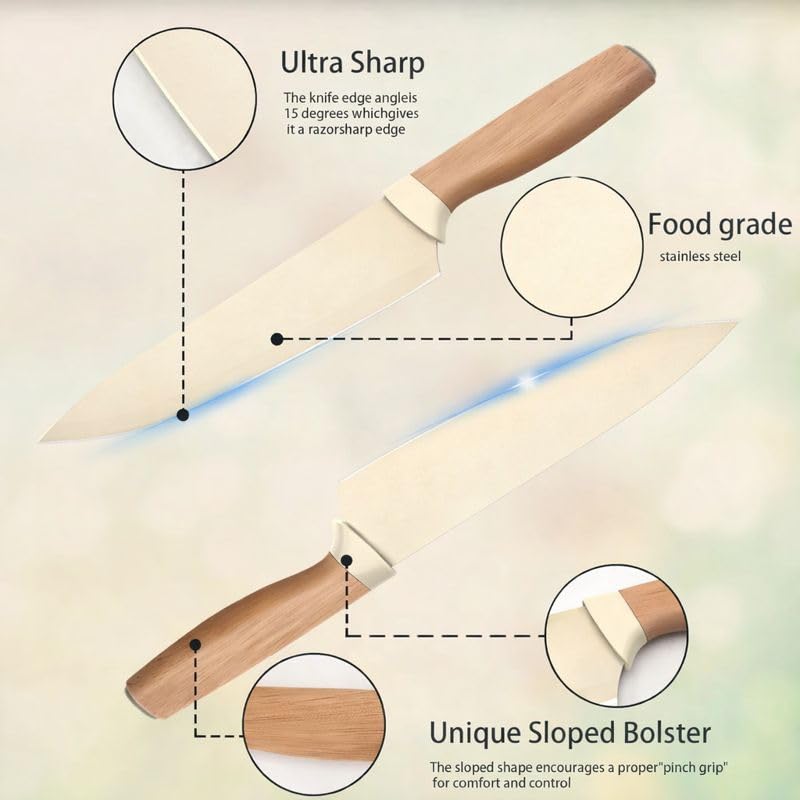 Ultra Sharp
The knife edge angleis
15 degrees whichgives
it a razorsharp edge
Food grade
stainless steel
Unique Sloped Bolster
The sloped shape encourages a proper"pinch grip"
for comfort and control